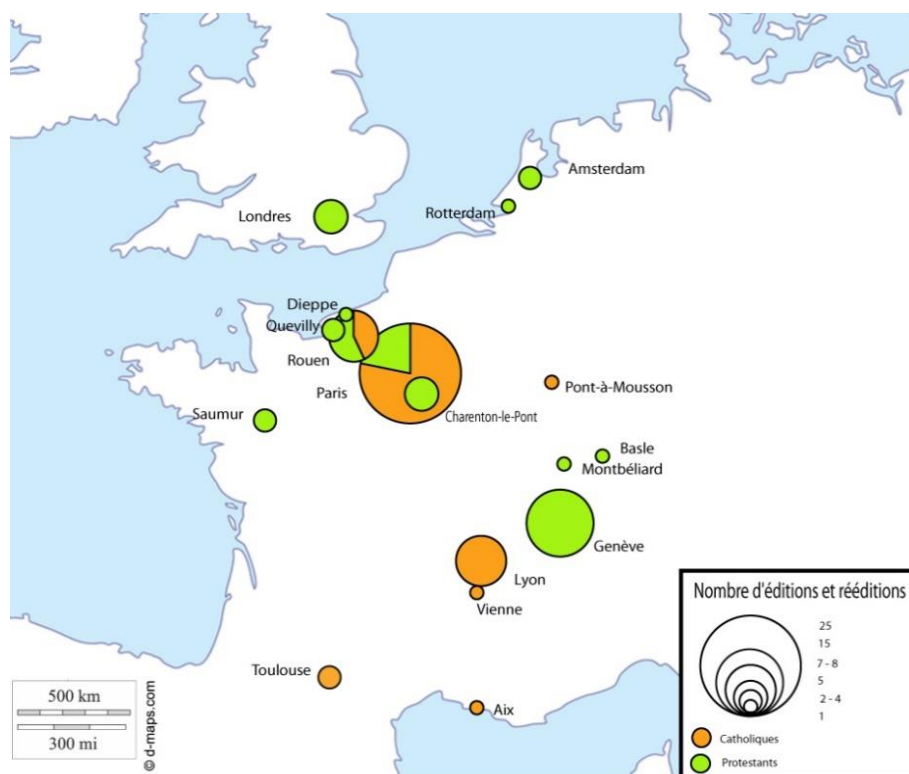 Amsterdam
Rotterdam
Londres
Dieppe
Quevilly
Rouen
Paris
Pont-à-Mousson
Charenton-le-Pont
Saumur
Basle
Montbéliard
Genève
Lyon
Vienne
Toulouse
Aix
500 km
300 mi
© d-maps.com
Nombre d'éditions et rééditions
25
15
7 - 8
5
2 - 4
1
Catholiques
Protestants